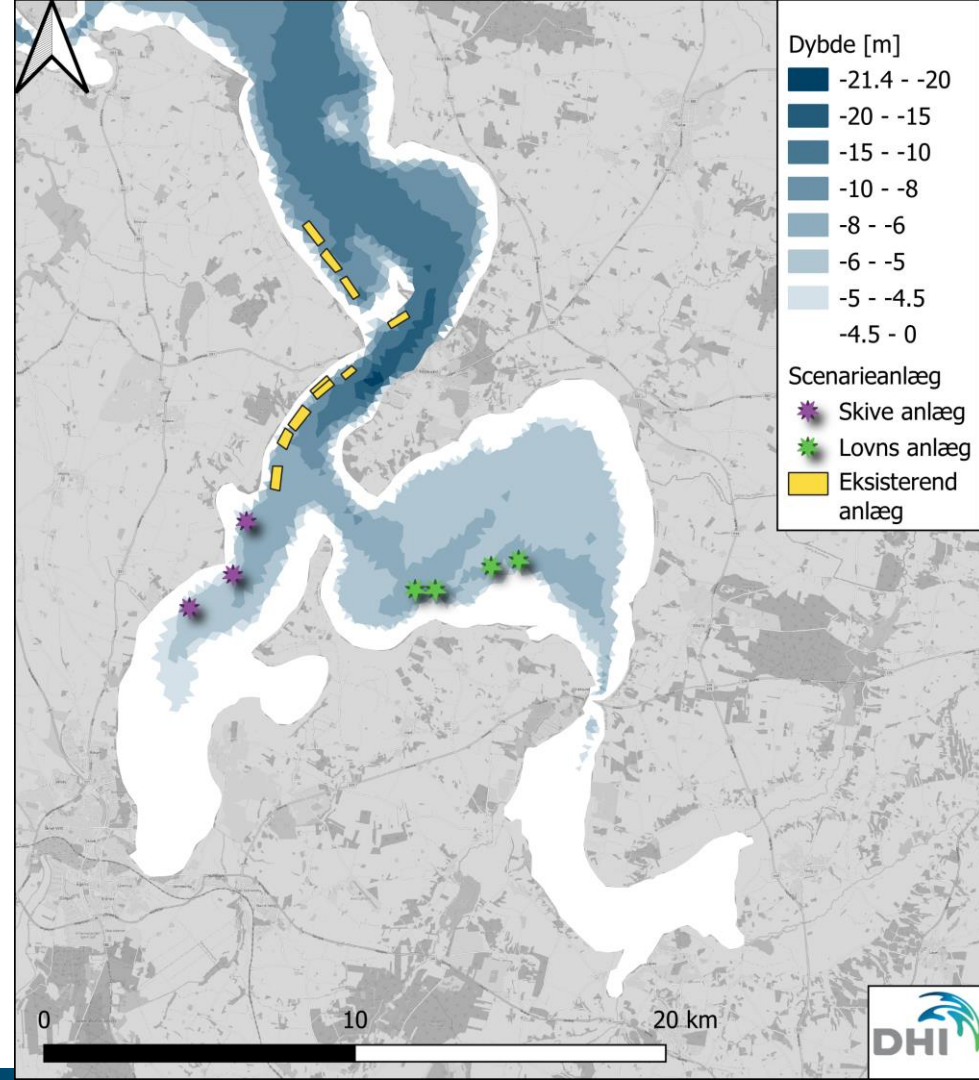 Dybde [m]
-21.4 - -20
-20 - -15
-15 - -10
-10 - -8
-8 - -6
-6 - -5
-5 - -4.5
-4.5 - 0
Scenarieanlæg
Skive anlæg
Lovns anlæg
Eksisterend
anlæg
0 10 20 km
DHI